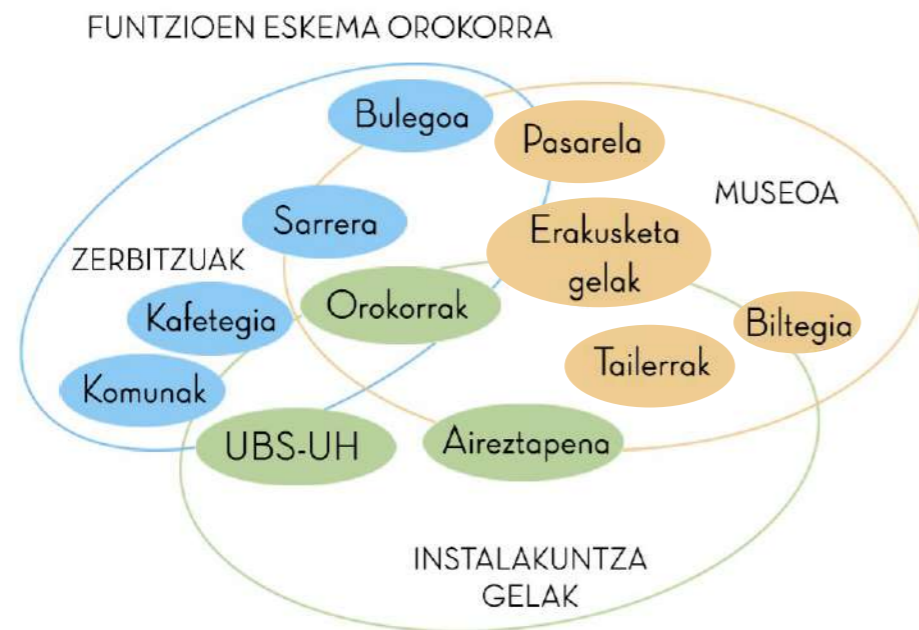 FUNTZIOEN ESKEMA OROKORRA
Bulegoa
Pasarela
MUSEOA
Sarrera
Erakusketa
gelak
ZERBITZUAK
Orokorrak
Kafetegia
Biltegia
Tailerrak
Komunak
UBS-UH
Aireztapena
INSTALAKUNTZA
GELAK